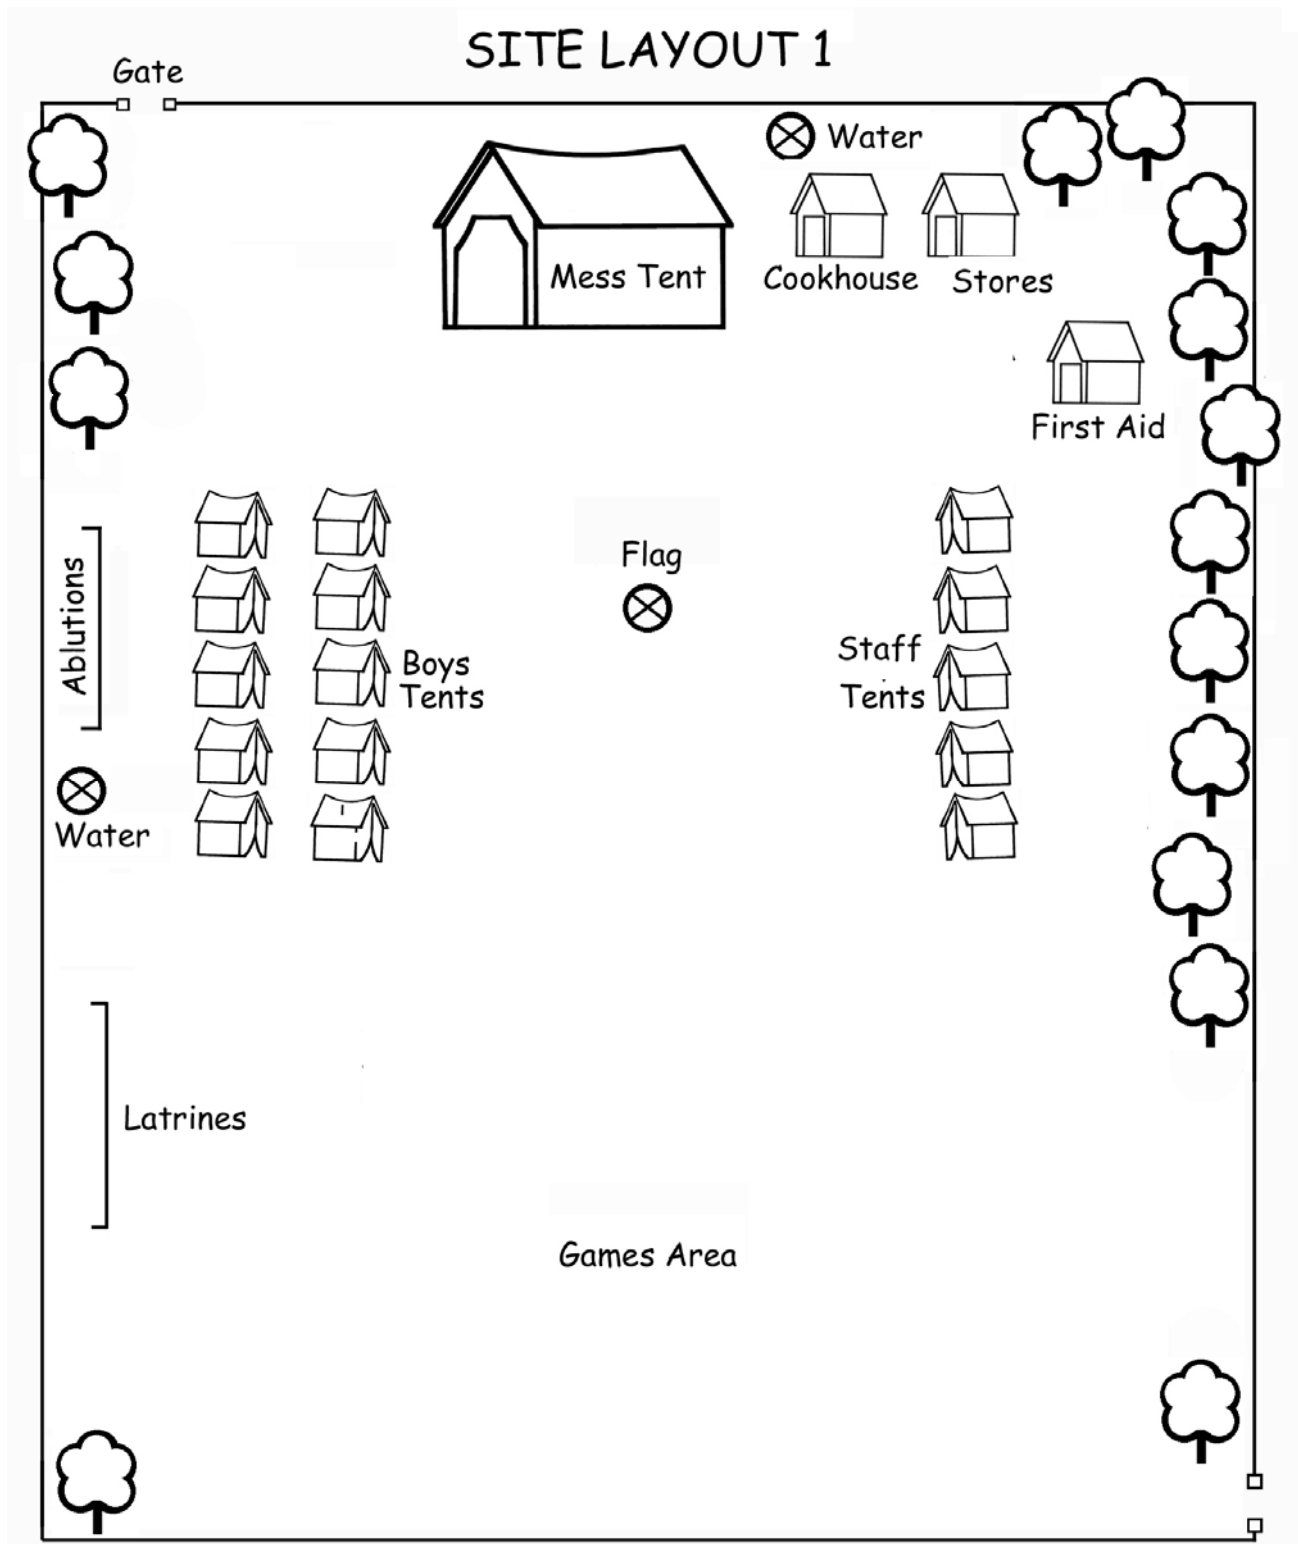 SITE LAYOUT 1
Gate
Water
Mess Tent
Cookhouse
Stores
First Aid
Flag
Ablutions
Boys
Tents
Staff
Tents
Water
Latrines
Games Area